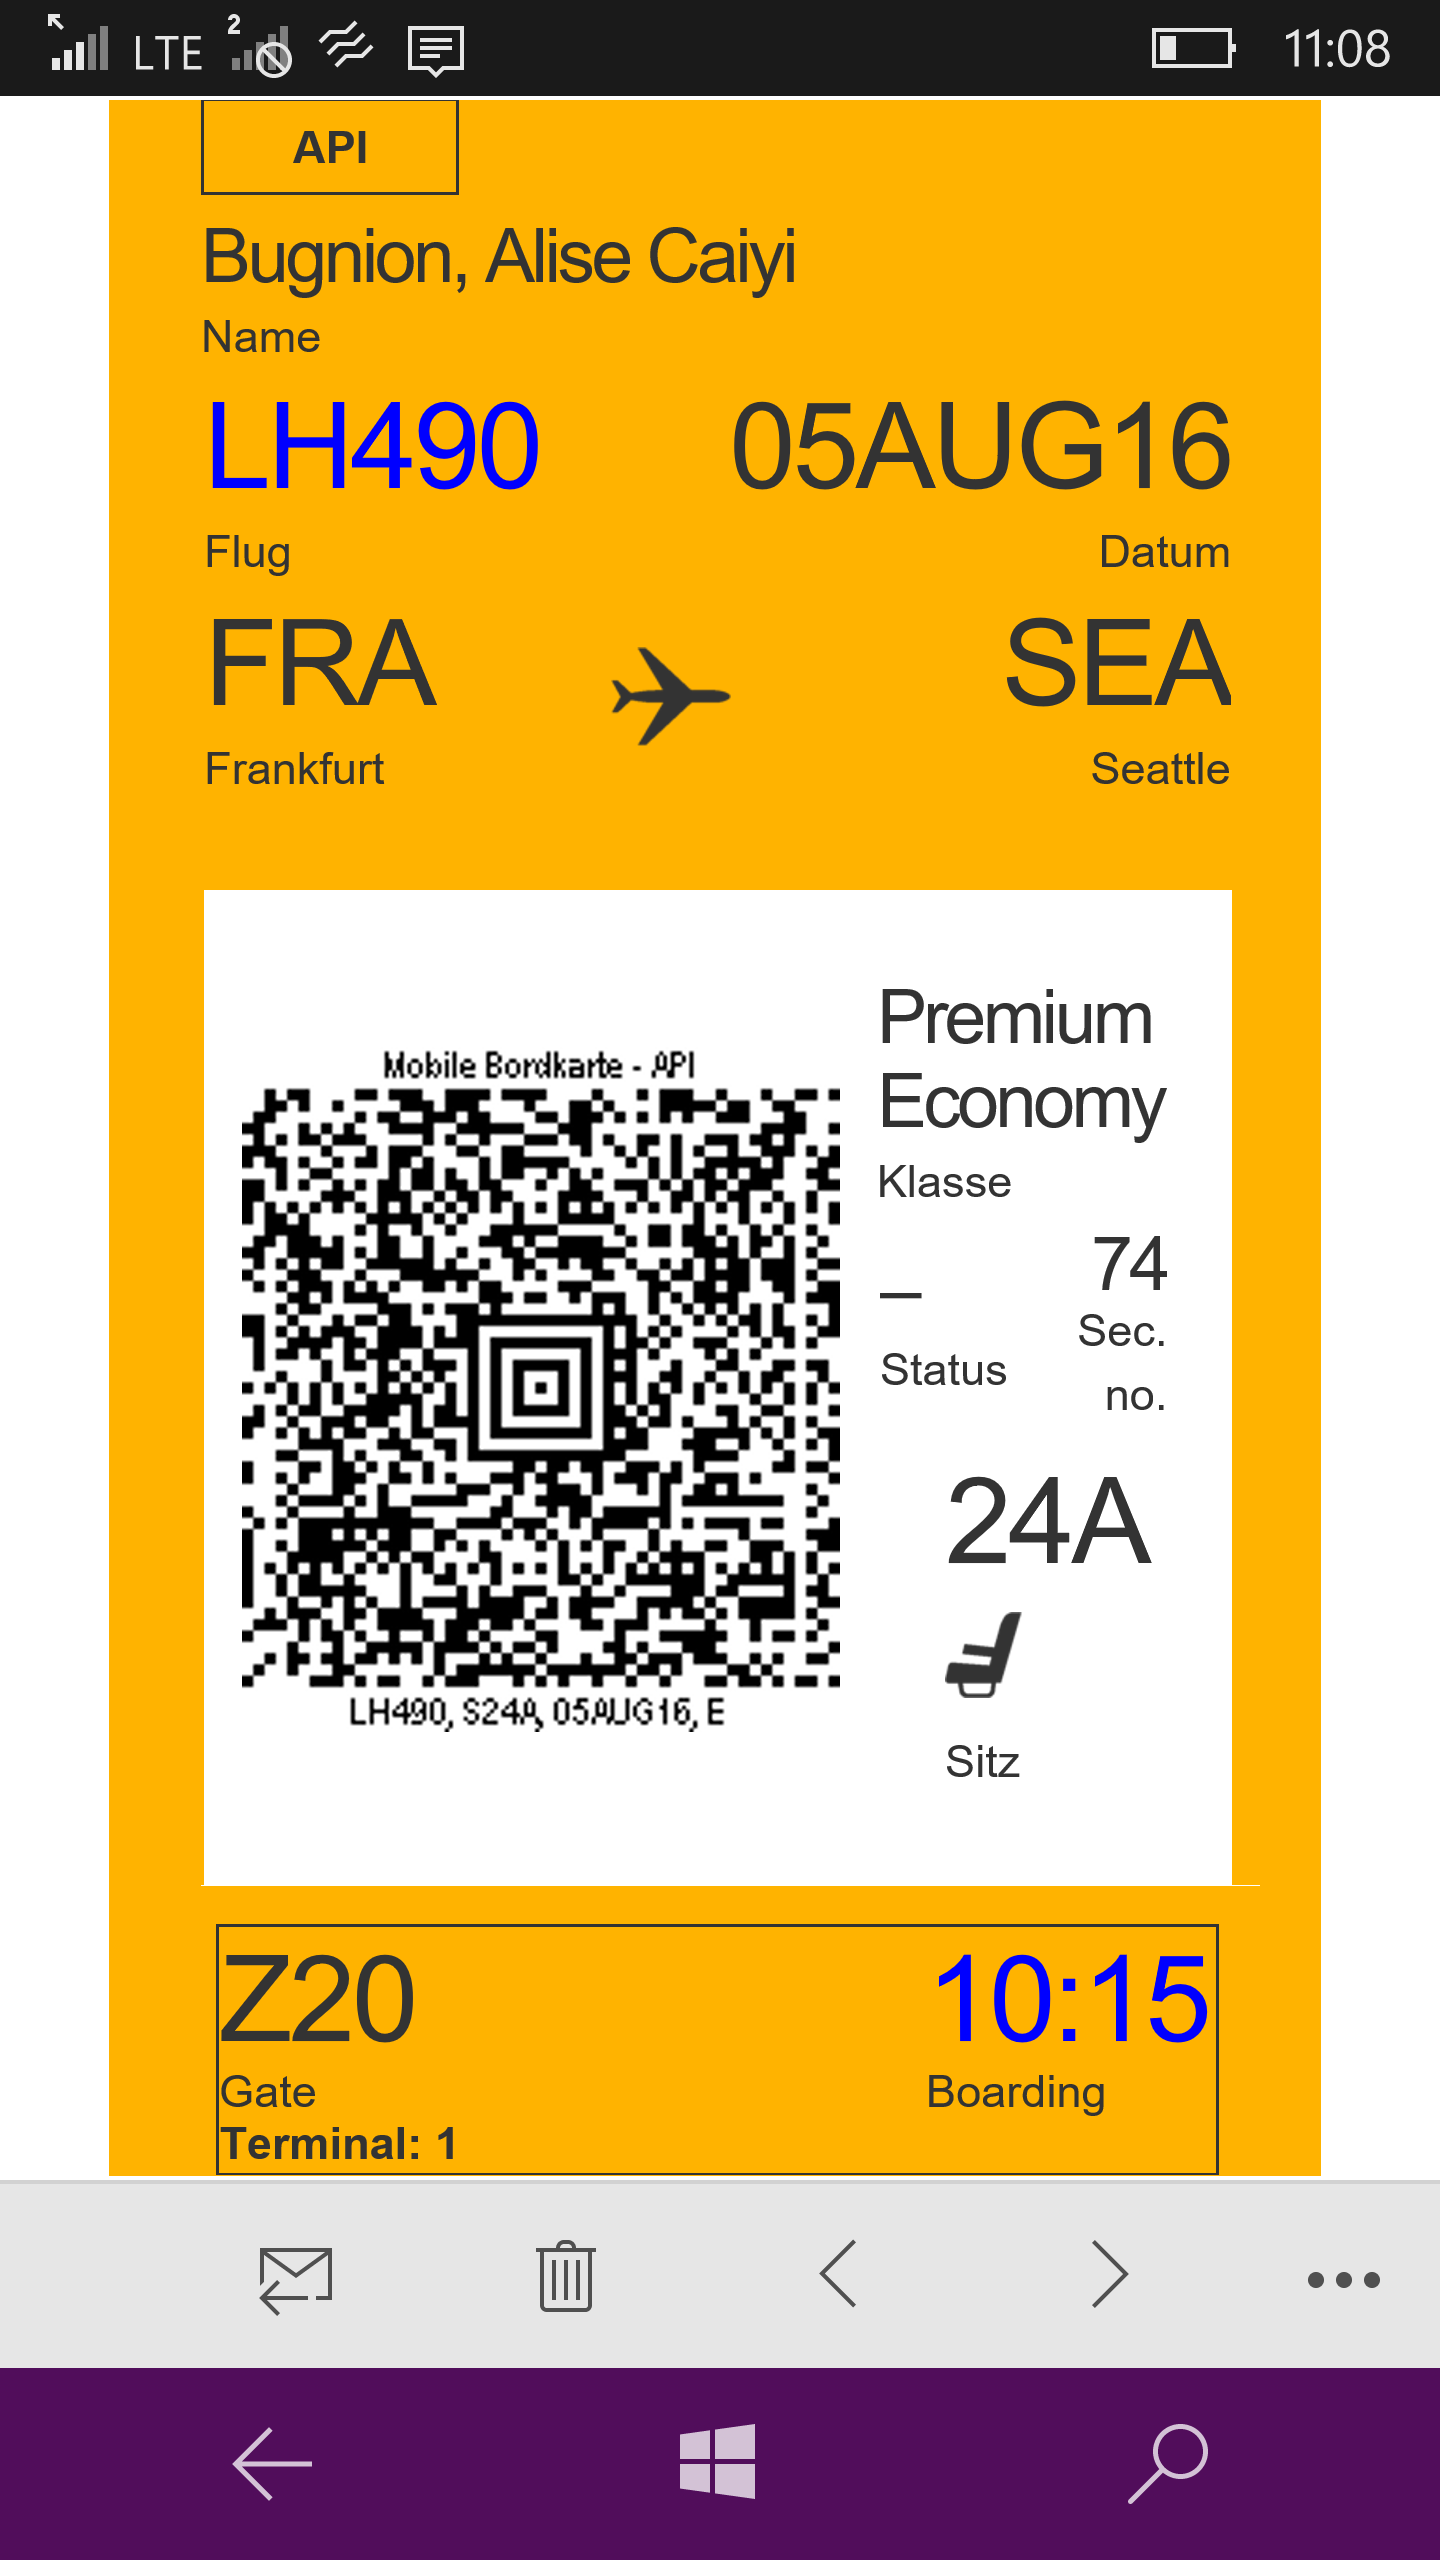 LTE 2 11:08
API
Bugnion, Alise Caiyi
Name
LH490 05AUG16
Flug Datum
FRA SEA
Frankfurt Seattle
Mobile Bordkarte - API
LH490, S24A, 05AUG16, E
Premium
Economy
Klasse
_ 74
Status Sec. no.
24A
Sitz
Z20 10:15
Gate Boarding
Terminal: 1